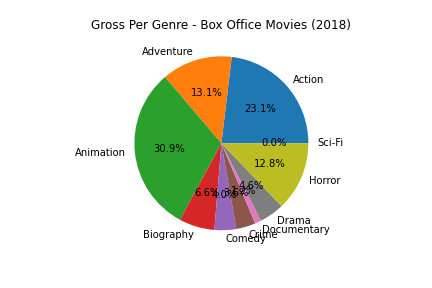 Gross Per Genre - Box Office Movies (2018)
Adventure
Action
13.1%
23.1%
Sci-Fi
0.0%
Animation
30.9%
12.8%
Horror
4.6%
6.6%
Drama
Documentary
Biography
Crime
Comedy